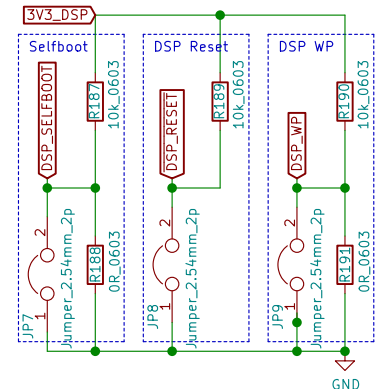 3V3_DSP
Selfboot
DSP Reset
DSP WP
DSP_SELFBOOT
R187
10k_0603
DSP_RESET
R189
10k_0603
DSP_WP
R190
10k_0603
2
1
JP7
Jumper_2.54mm_2p
R188
0R_0603
2
1
JP8
Jumper_2.54mm_2p
2
1
JP9
Jumper_2.54mm_2p
R191
0R_0603
GND